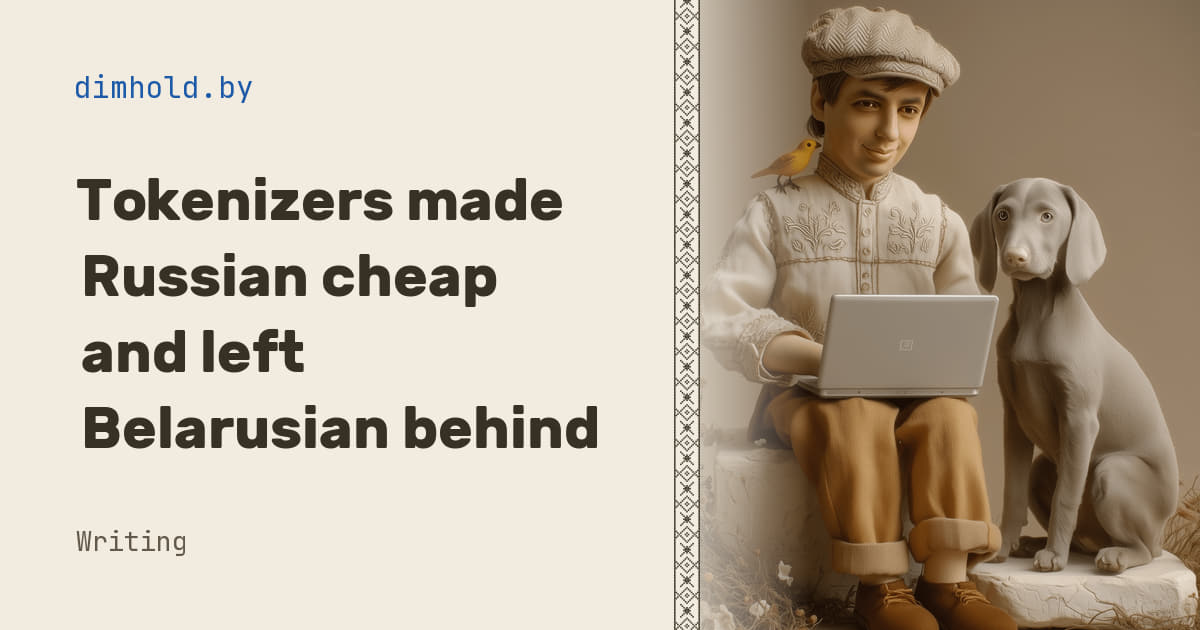 dimhold.by
Tokenizers made
Russian cheap
and left
Belarusian behind
Writing